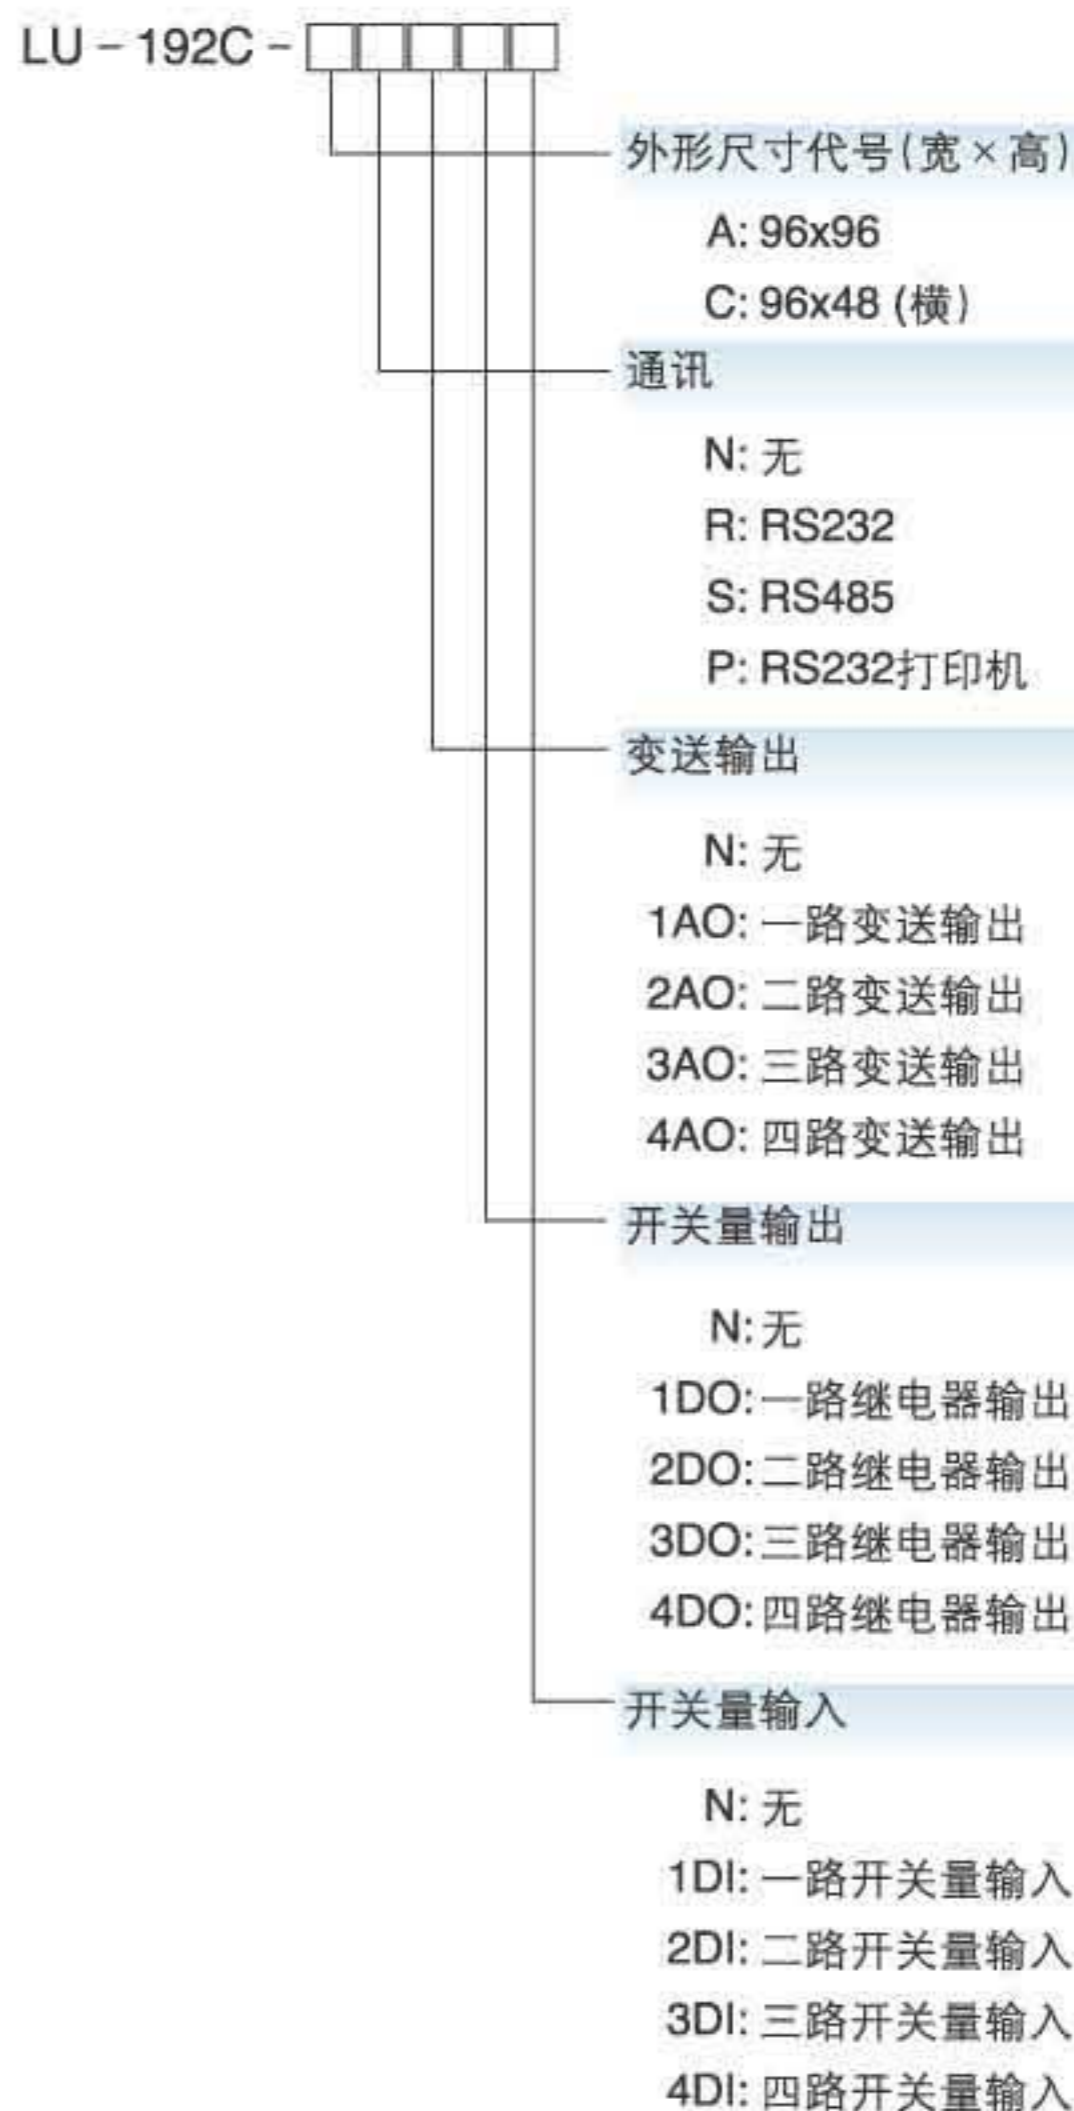 LU-192C-
外形尺寸代号(宽×高)
A: 96x96
C: 96x48 (横)
通讯
N: 无
R: RS232
S: RS485
P: RS232打印机
变送输出
N: 无
1AO: 一路变送输出
2AO: 二路变送输出
3AO: 三路变送输出
4AO: 四路变送输出
开关量输出
N: 无
1DO: 一路继电器输出
2DO: 二路继电器输出
3DO: 三路继电器输出
4DO: 四路继电器输出
开关量输入
N: 无
1DI: 一路开关量输入
2DI: 二路开关量输入
3DI: 三路开关量输入
4DI: 四路开关量输入